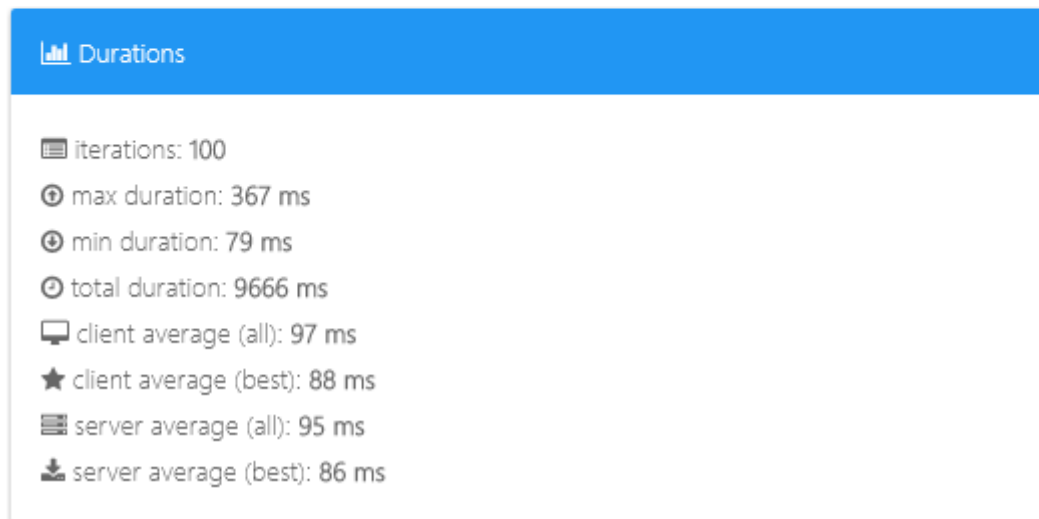 Durations
iterations: 100
max duration: 367 ms
min duration: 79 ms
total duration: 9666 ms
client average (all): 97 ms
client average (best): 88 ms
server average (all): 95 ms
server average (best): 86 ms